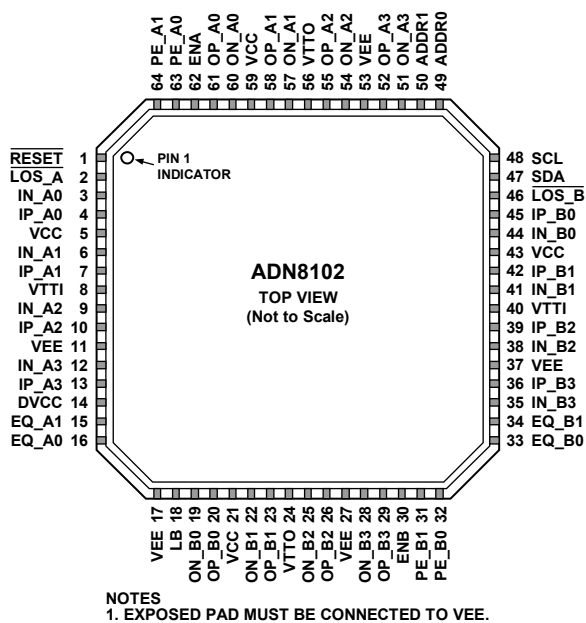 64 PE_A1
63 PE_A0
62 ENA
61 OP_A0
60 ON_A0
59 VCC
58 OP_A1
57 ON_A1
56 VTTO
55 OP_A2
54 ON_A2
53 VEE
52 OP_A3
51 ON_A3
50 ADDR1
49 ADDR0
RESET 1
LOS_A 2
IN_A0 3
IP_A0 4
VCC 5
IN_A1 6
IP_A1 7
VTTI 8
IN_A2 9
IP_A2 10
VEE 11
IN_A3 12
IP_A3 13
DVCC 14
EQ_A1 15
EQ_A0 16
PIN 1
INDICATOR
ADN8102
TOP VIEW
(Not to Scale)
48 SCL
47 SDA
46 LOS_B
45 IP_B0
44 IN_B0
43 VCC
42 IP_B1
41 IN_B1
40 VTTI
39 IP_B2
38 IN_B2
37 VEE
36 IP_B3
35 IN_B3
34 EQ_B1
33 EQ_B0
VEE 17
LB 18
ON_B0 19
OP_B0 20
VCC 21
ON_B1 22
OP_B1 23
VTTO 24
ON_B2 25
OP_B2 26
VEE 27
ON_B3 28
OP_B3 29
ENB 30
PE_B1 31
PE_B0 32
NOTES
1. EXPOSED PAD MUST BE CONNECTED TO VEE.